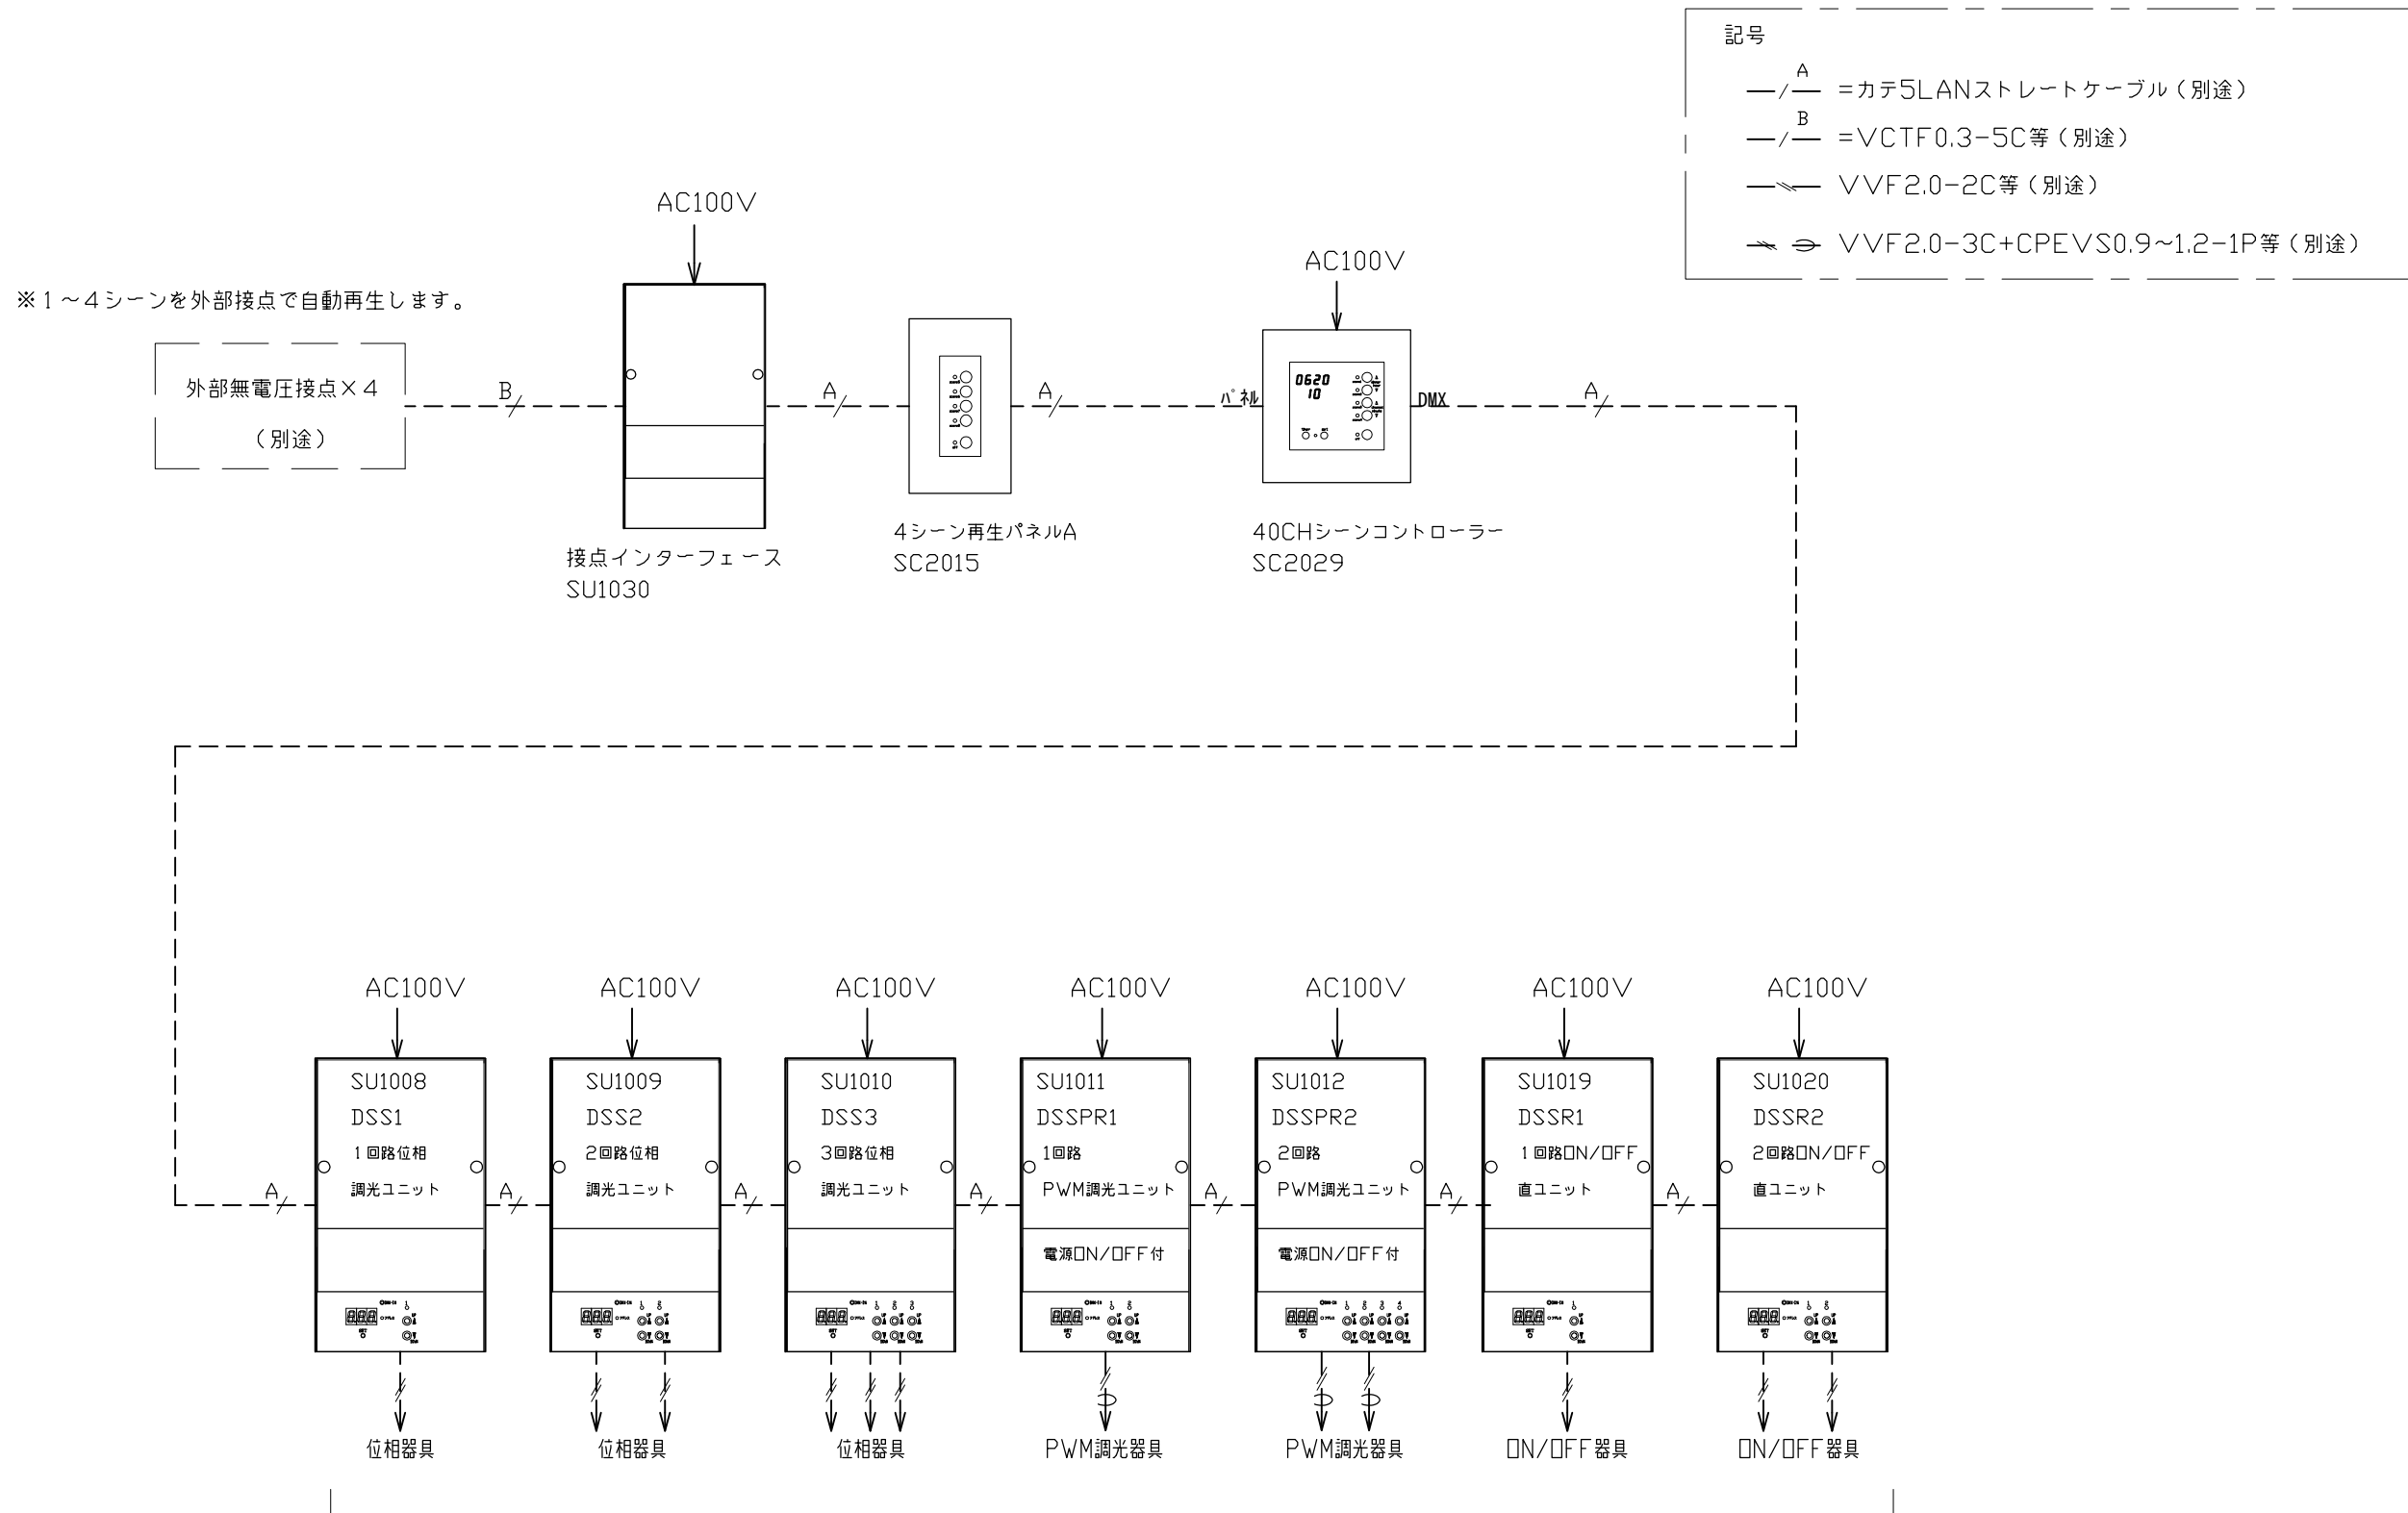 記号
A
=カテ5LANストレートケーブル（別途）
B
=VCTF0.3-5C等（別途）
VVF2.0-2C等（別途）
VVF2.0-3C+CPEVS0.9~1.2-1P等（別途）
AC100V
AC100V
※1～4シーンを外部接点で自動再生します。
外部無電圧接点×4
（別途）
B
A
A
パネル
0620
10
DMX
A
4シーン再生パネルA
SC2015
40CHシーンコントローラー
SC2029
接点インターフェース
SU1030
AC100V
AC100V
AC100V
AC100V
AC100V
AC100V
AC100V
SU1008
DSS1
1回路位相
調光ユニット
SU1009
DSS2
2回路位相
調光ユニット
SU1010
DSS3
3回路位相
調光ユニット
SU1011
DSSPR1
1回路
PWM調光ユニット
電源ON/OFF付
SU1012
DSSPR2
2回路
PWM調光ユニット
電源ON/OFF付
SU1019
DSSR1
1回路ON/OFF
直ユニット
SU1020
DSSR2
2回路ON/OFF
直ユニット
A
A
A
A
A
A
A
位相器具
位相器具
位相器具
PWM調光器具
PWM調光器具
ON/OFF器具
ON/OFF器具